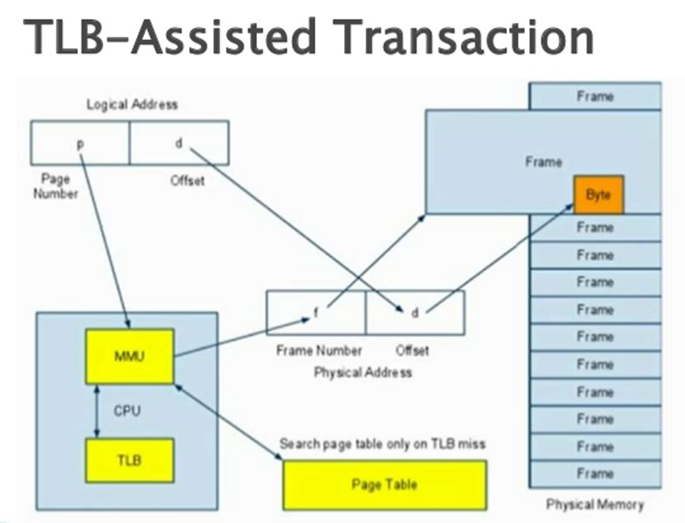 TLB-Assisted Transaction
Logical Address
p
d
Page
Number
Offset
Frame
Frame
Byte
Frame
Frame
Frame
Frame
Frame
Frame
Frame
Frame
Frame
Frame
f
d
Frame Number
Offset
Physical Address
MMU
CPU
TLB
Search page table only on TLB miss
Page Table
Physical Memory